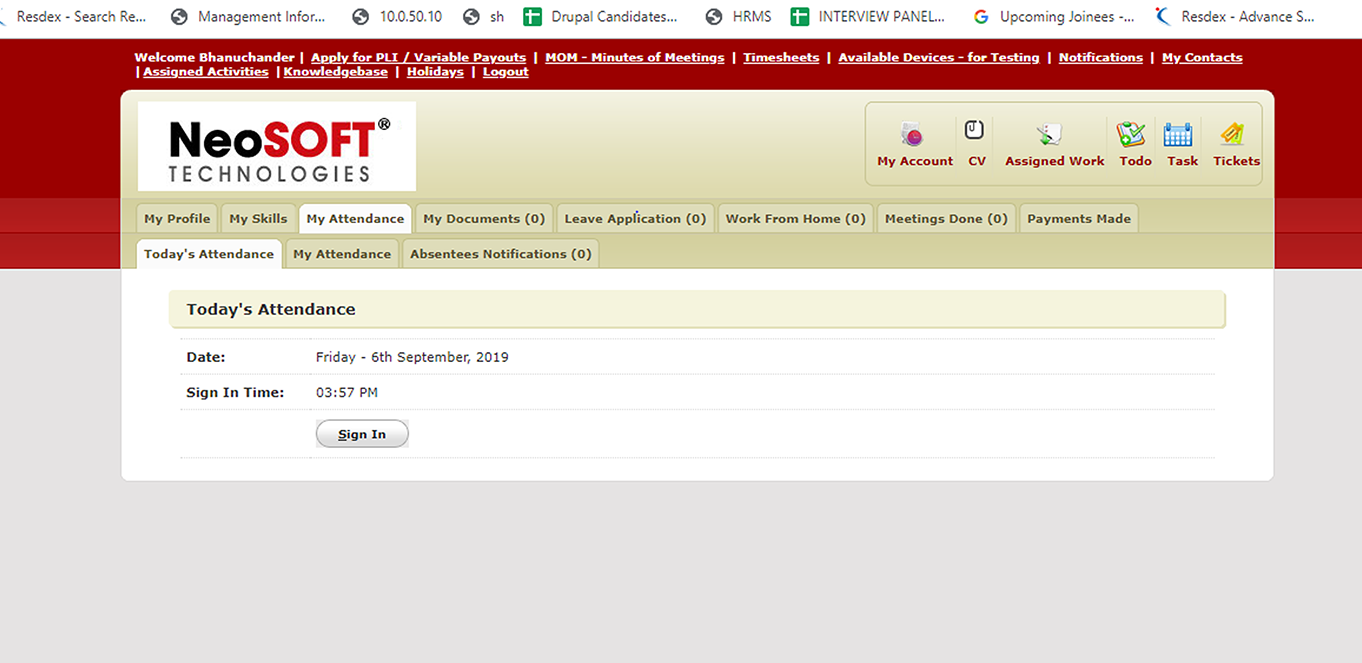 Resdex - Search Re... Management Infor... 10.0.50.10 sh Drupal Candidates... HRMS INTERVIEW PANEL... Upcoming Joinees -... Resdex - Advance S...
Welcome Bhanuchander | Apply for PLI / Variable Payouts | MOM - Minutes of Meetings | Timesheets | Available Devices - for Testing | Notifications | My Contacts
| Assigned Activities | Knowledgebase | Holidays | Logout
NeoSOFT®
TECHNOLOGIES
My Account CV Assigned Work Todo Task Tickets
My Profile My Skills My Attendance My Documents (0) Leave Application (0) Work From Home (0) Meetings Done (0) Payments Made
Today's Attendance My Attendance Absentees Notifications (0)
Today's Attendance
Date: Friday - 6th September, 2019
Sign In Time: 03:57 PM
Sign In